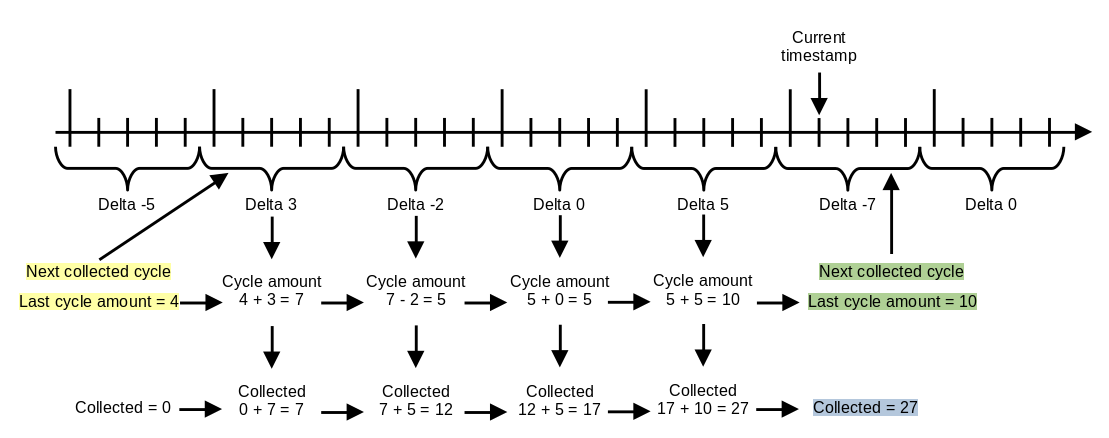 Current
timestamp
Delta -5
Delta 3
Delta -2
Delta 0
Delta 5
Delta -7
Delta 0
Next collected cycle
Last cycle amount = 4
Cycle amount
4 + 3 = 7
Cycle amount
7 - 2 = 5
Cycle amount
5 + 0 = 5
Cycle amount
5 + 5 = 10
Next collected cycle
Last cycle amount = 10
Collected = 0
Collected
0 + 7 = 7
Collected
7 + 5 = 12
Collected
12 + 5 = 17
Collected
17 + 10 = 27
Collected = 27